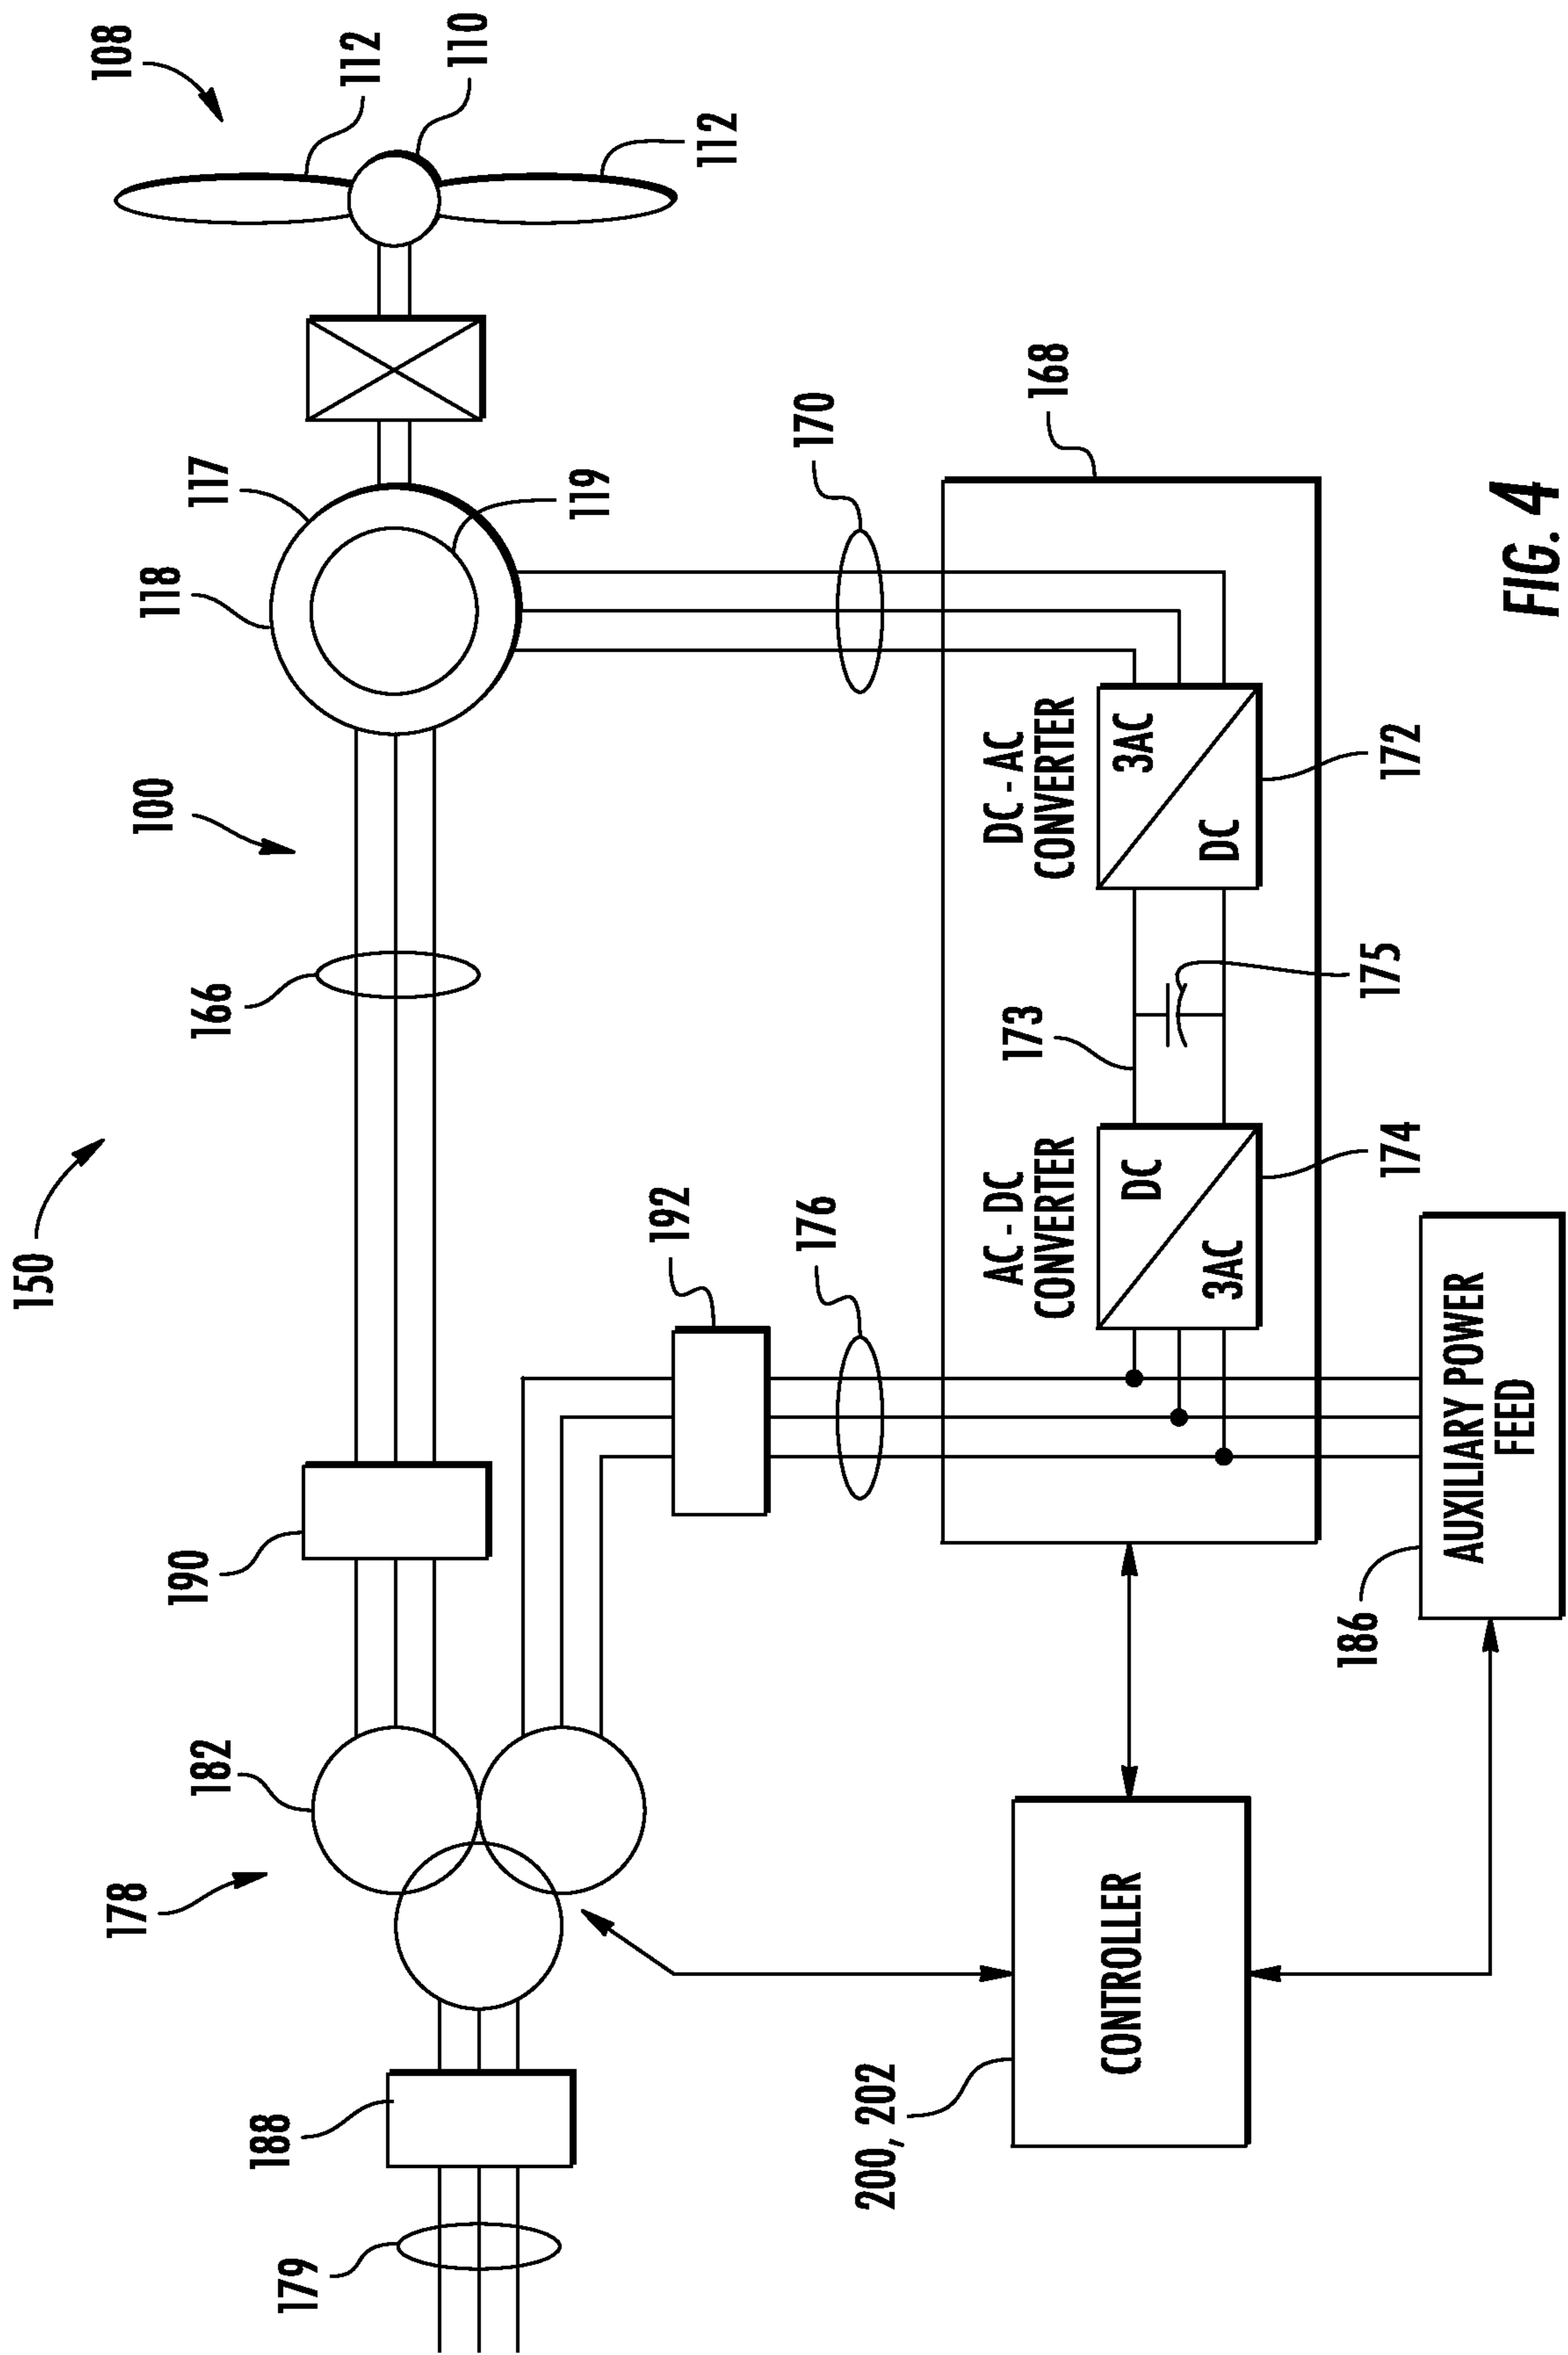 108
112
110
112
117
118
119
100
166
150
170
168
DC - AC
CONVERTER
3AC
DC
172
173
175
AC - DC
CONVERTER
DC
3AC
174
192
176
190
182
178
188
179
186
AUXILIARY POWER
FEED
200, 202
CONTROLLER
FIG. 4